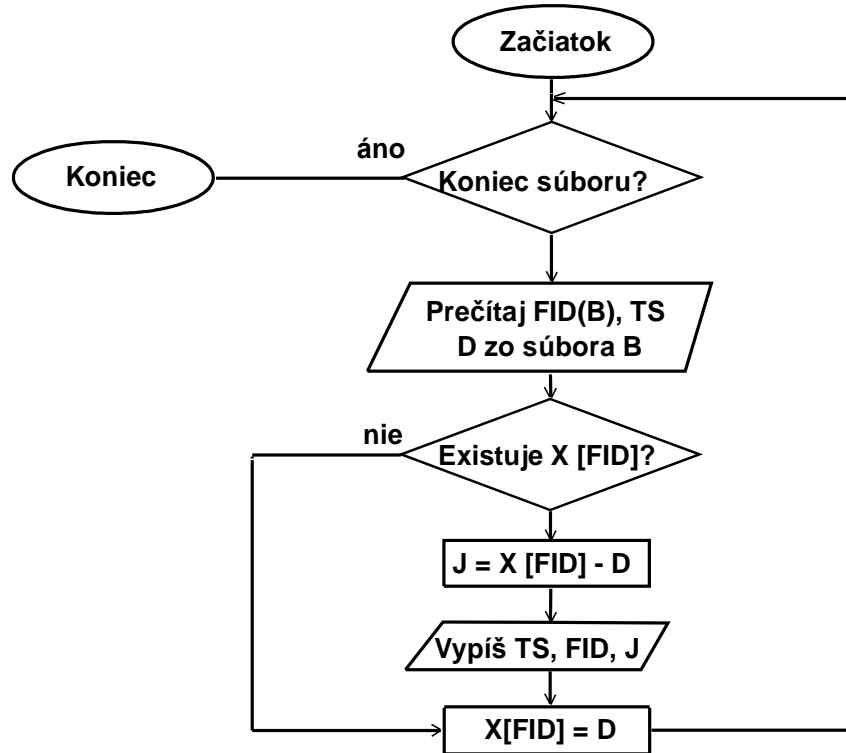 Začiatok
áno
Koniec
Koniec súboru?
Prečítaj FID(B), TS
D zo súbora B
nie
Existuje X [FID]?
J = X [FID] - D
Vypíš TS, FID, J
X[FID] = D